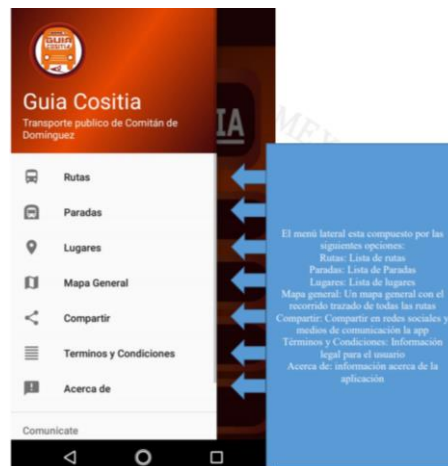 GUIA
COSITIA
Guia Cositia
Transporte publico de Comitán de
Domínguez
IA
MEX
Rutas
Paradas
Lugares
Mapa General
Compartir
Terminos y Condiciones
Acerca de
Comunicate
El menú lateral esta compuesto por las
siguientes opciones:
Rutas: Lista de rutas
Paradas: Lista de Paradas
Lugares: Lista de lugares
Mapa general: Un mapa general con el
recorrido trazado de todas las rutas
Compartir: Compartir en redes sociales y
medios de comunicación la app
Términos y Condiciones: Información
legal para el usuario
Acerca de: información acerca de la
aplicación